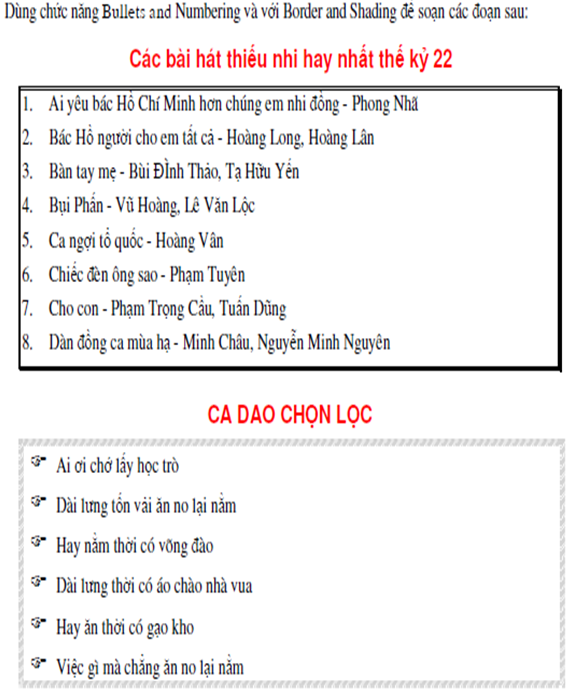 Dùng chức năng Bullets and Numbering và với Border and Shading để soạn các đoạn sau:
Các bài hát thiếu nhi hay nhất thế kỷ 22
1. Ai yêu bác Hồ Chí Minh hơn chúng em nhi đồng - Phong Nhã
2. Bác Hồ người cho em tất cả - Hoàng Long, Hoàng Lân
3. Bàn tay mẹ - Bùi ĐÌnh Thảo, Tạ Hữu Yến
4. Bụi Phấn - Vũ Hoàng, Lê Văn Lộc
5. Ca ngợi tổ quốc - Hoàng Vân
6. Chiếc đèn ông sao - Phạm Tuyên
7. Cho con - Phạm Trọng Cầu, Tuấn Dũng
8. Dàn đồng ca mùa hạ - Minh Châu, Nguyễn Minh Nguyên
CA DAO CHỌN LỌC
☞ Ai ơi chớ lấy học trò
☞ Dài lưng tốn vải ăn no lại nằm
☞ Hay nằm thời có võng đào
☞ Dài lưng thời có áo chào nhà vua
☞ Hay ăn thời có gạo kho
☞ Việc gì mà chẳng ăn no lại nằm